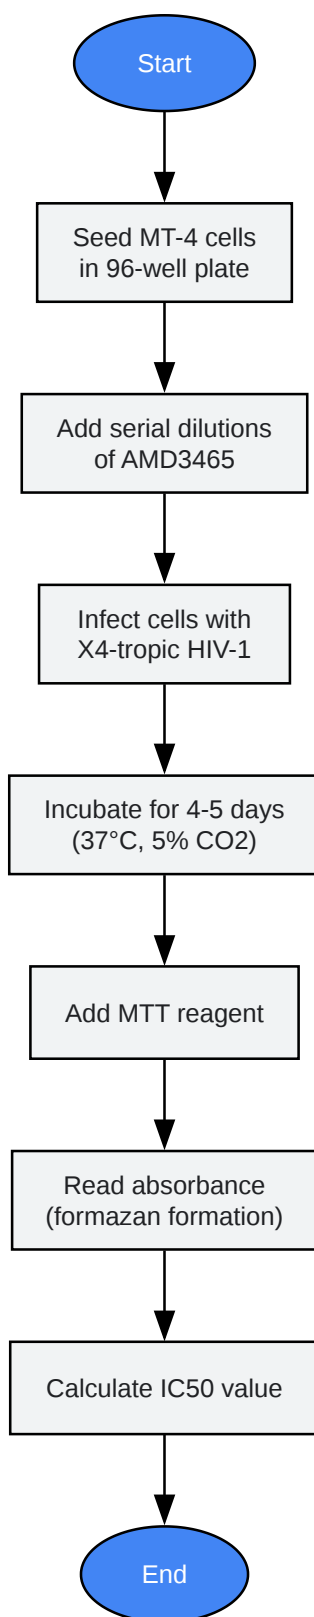 Start
Seed MT-4 cells
in 96-well plate
Add serial dilutions
of AMD3465
Infect cells with
X4-tropic HIV-1
Incubate for 4-5 days
(37°C, 5% CO2)
Add MTT reagent
Read absorbance
(formazan formation)
Calculate IC50 value
End